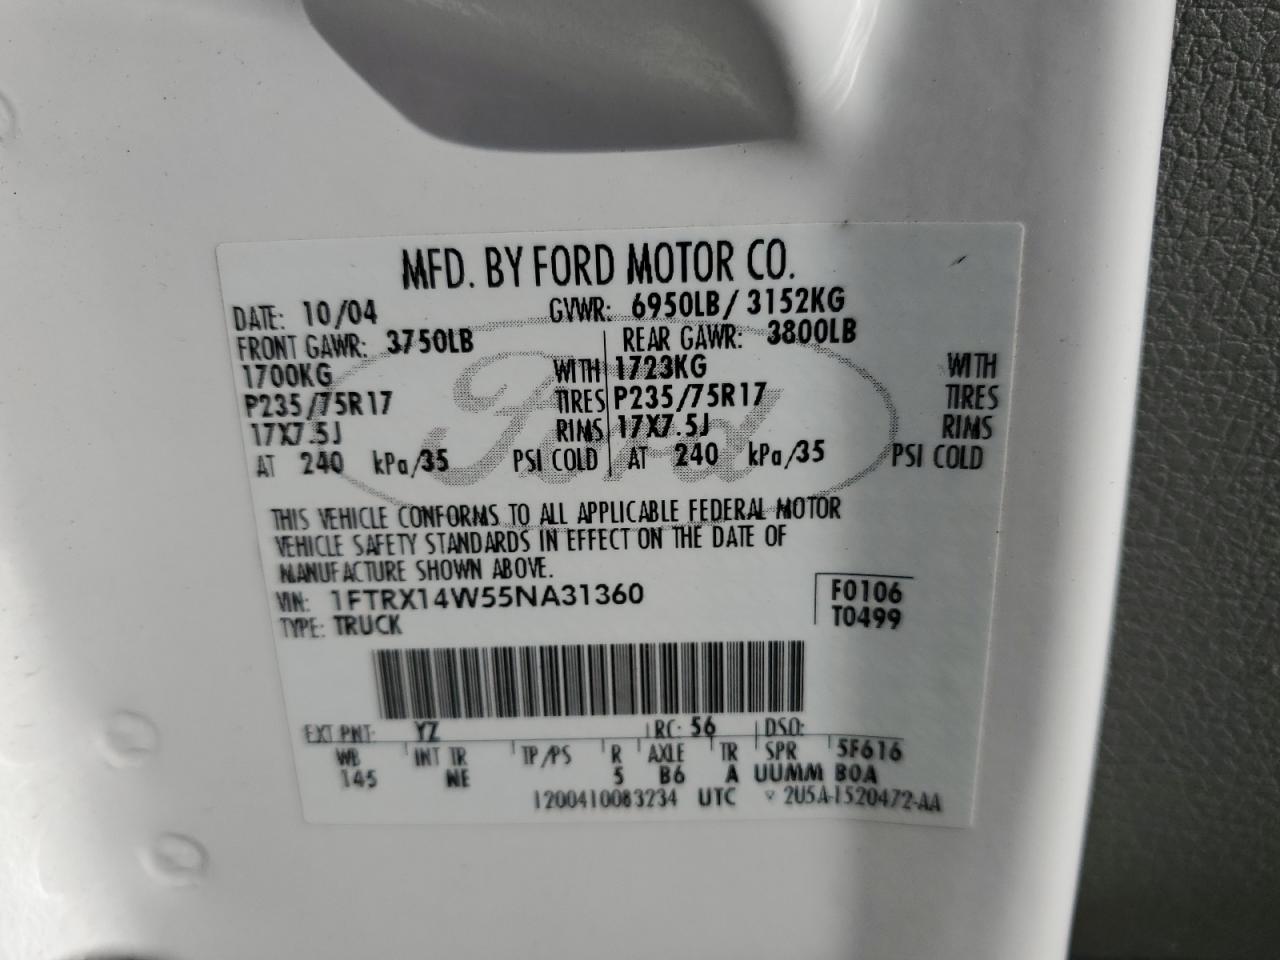 MFD. BY FORD MOTOR CO.
DATE: 10/04 GVWR: 6950LB/ 3152KG
FRONT GAWR: 3750LB REAR GAWR: 3800LB
1700KG WITH 1723KG WITH
P235/75R17 TIRES P235/75R17 TIRES
17X7.5J RIMS 17X7.5J RIMS
AT 240 kPa/35 PSI COLD AT 240 kPa/35 PSI COLD
Ford
THIS VEHICLE CONFORMS TO ALL APPLICABLE FEDERAL MOTOR
VEHICLE SAFETY STANDARDS IN EFFECT ON THE DATE OF
MANUFACTURE SHOWN ABOVE.
VIN: 1FTRX14W55NA31360 F0106
TYPE: TRUCK T0499
EXT PNT: YZ RC: 56 DSO:
WB INT TR TP/PS R AXLE TR SPR 5F616
145 NE 5 B6 A UUMM BOA
1200410083234 UTC 2U5A-1520472-AA